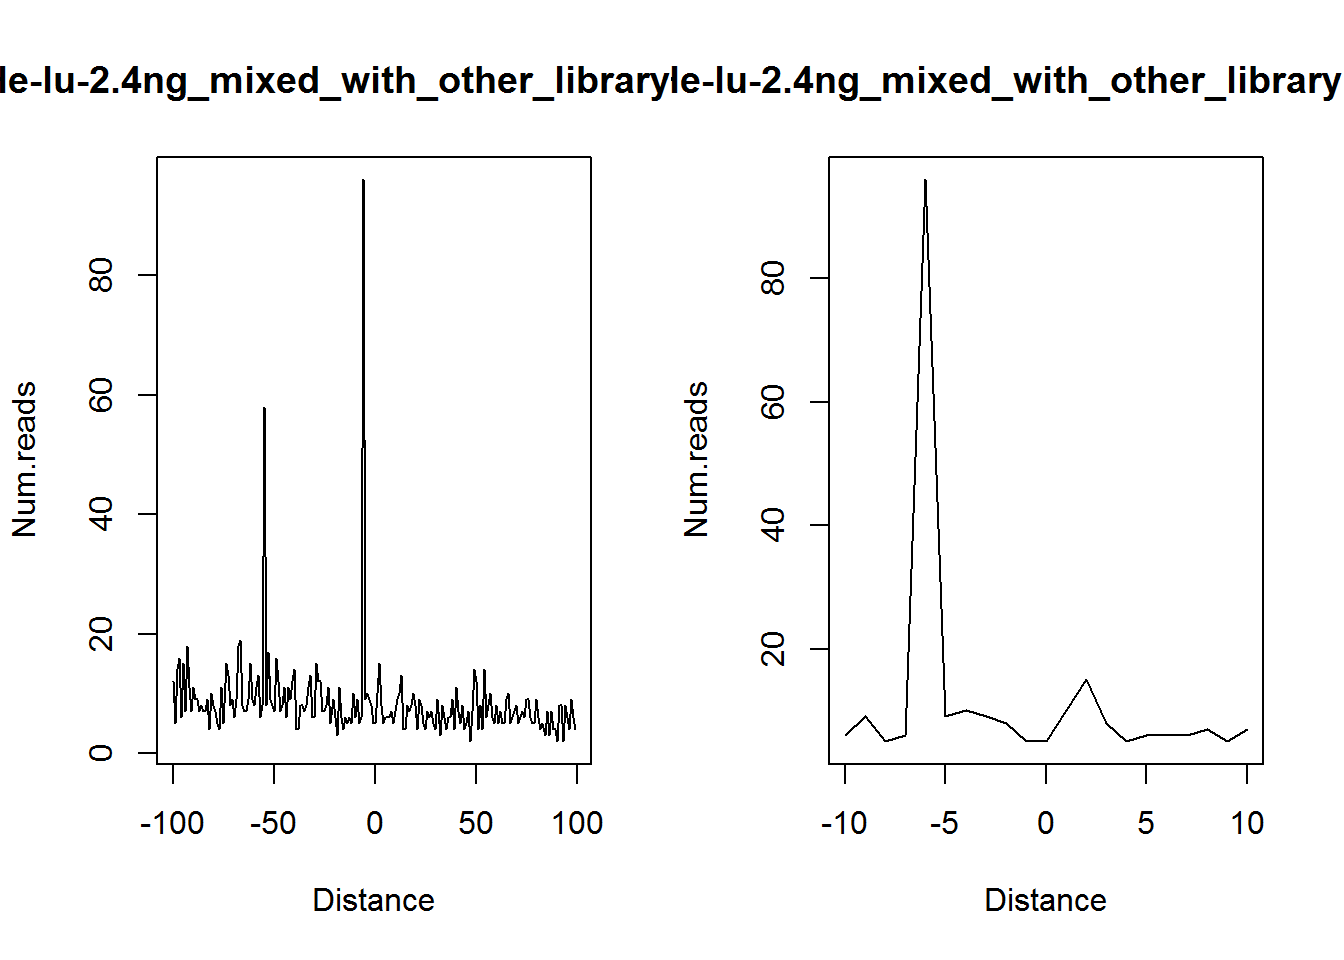 le-lu-2.4ng_mixed_with_other_libraryle-lu-2.4ng_mixed_with_other_library
Num.reads
0 20 40 60 80
-100 -50 0 50 100
Distance
Num.reads
20 40 60 80
-10 -5 0 5 10
Distance